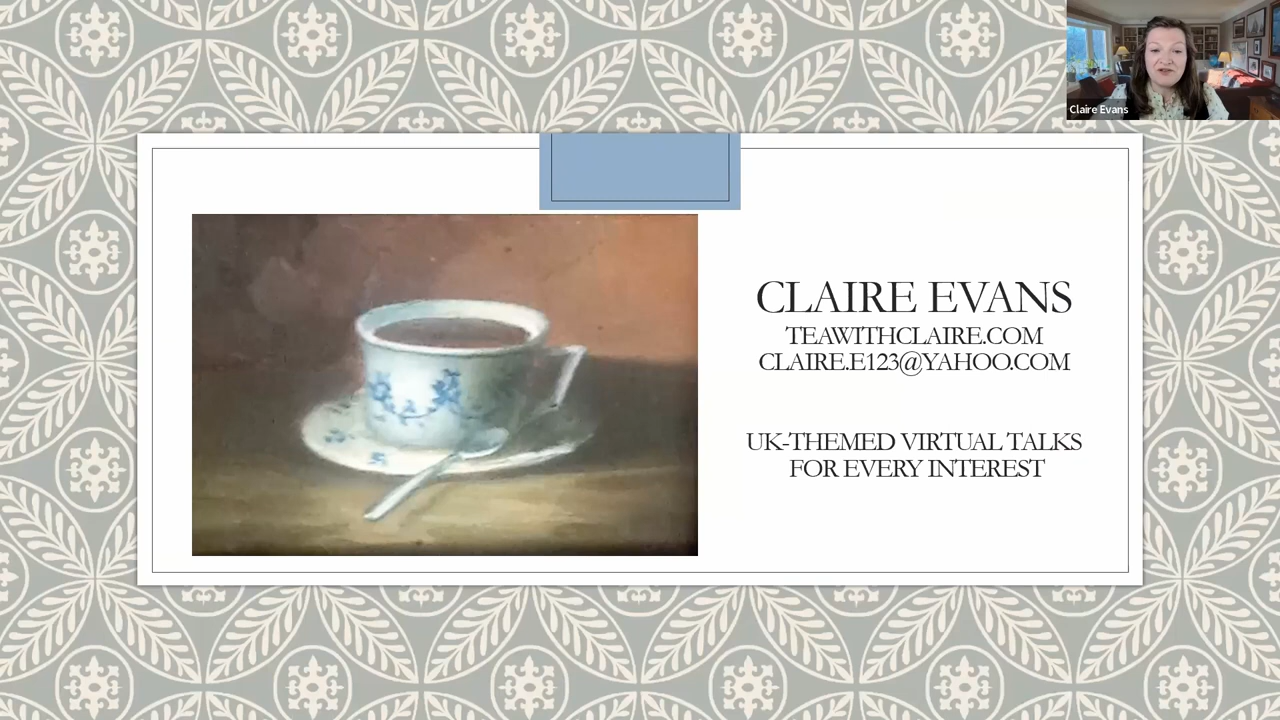 Claire Evans
CLAIRE EVANS
TEAWITHCLAIRE.COM
CLAIRE.E123@YAHOO.COM
UK-THEMED VIRTUAL TALKS
FOR EVERY INTEREST